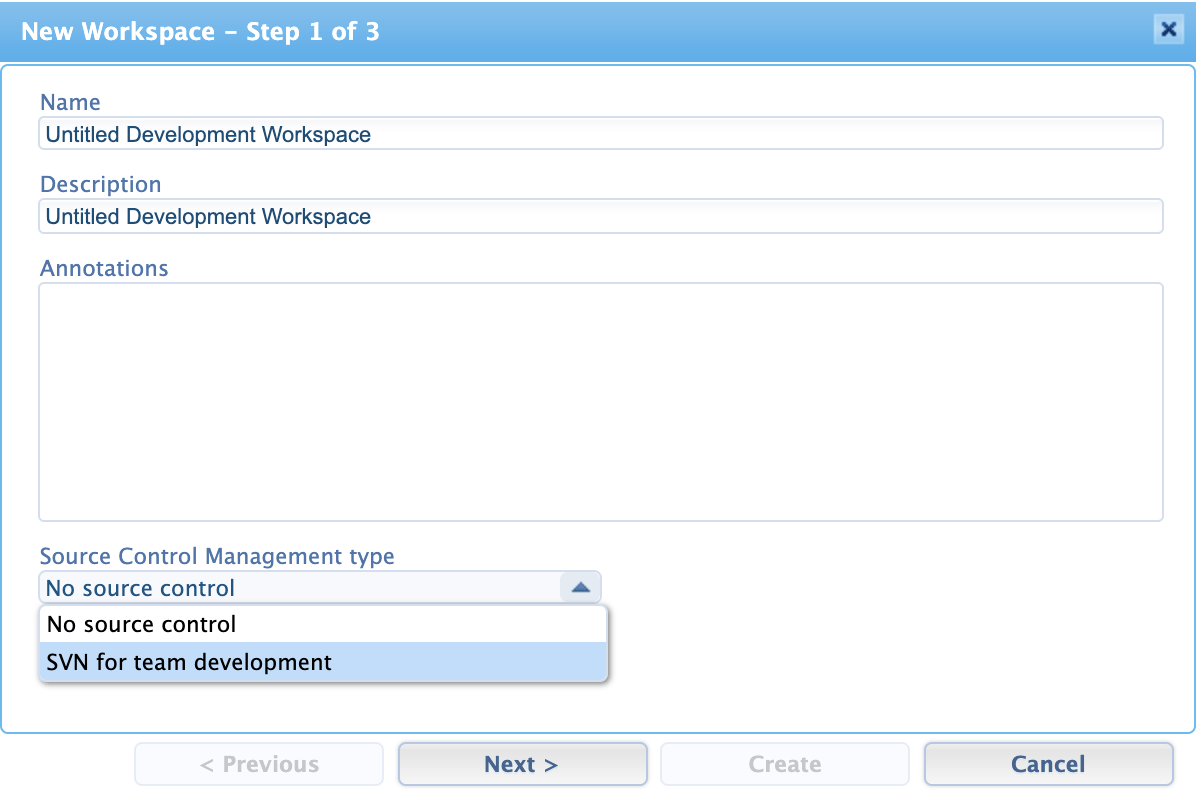 New Workspace – Step 1 of 3
Name
Untitled Development Workspace
Description
Untitled Development Workspace
Annotations
Source Control Management type
No source control
No source control
SVN for team development
< Previous Next > Create Cancel